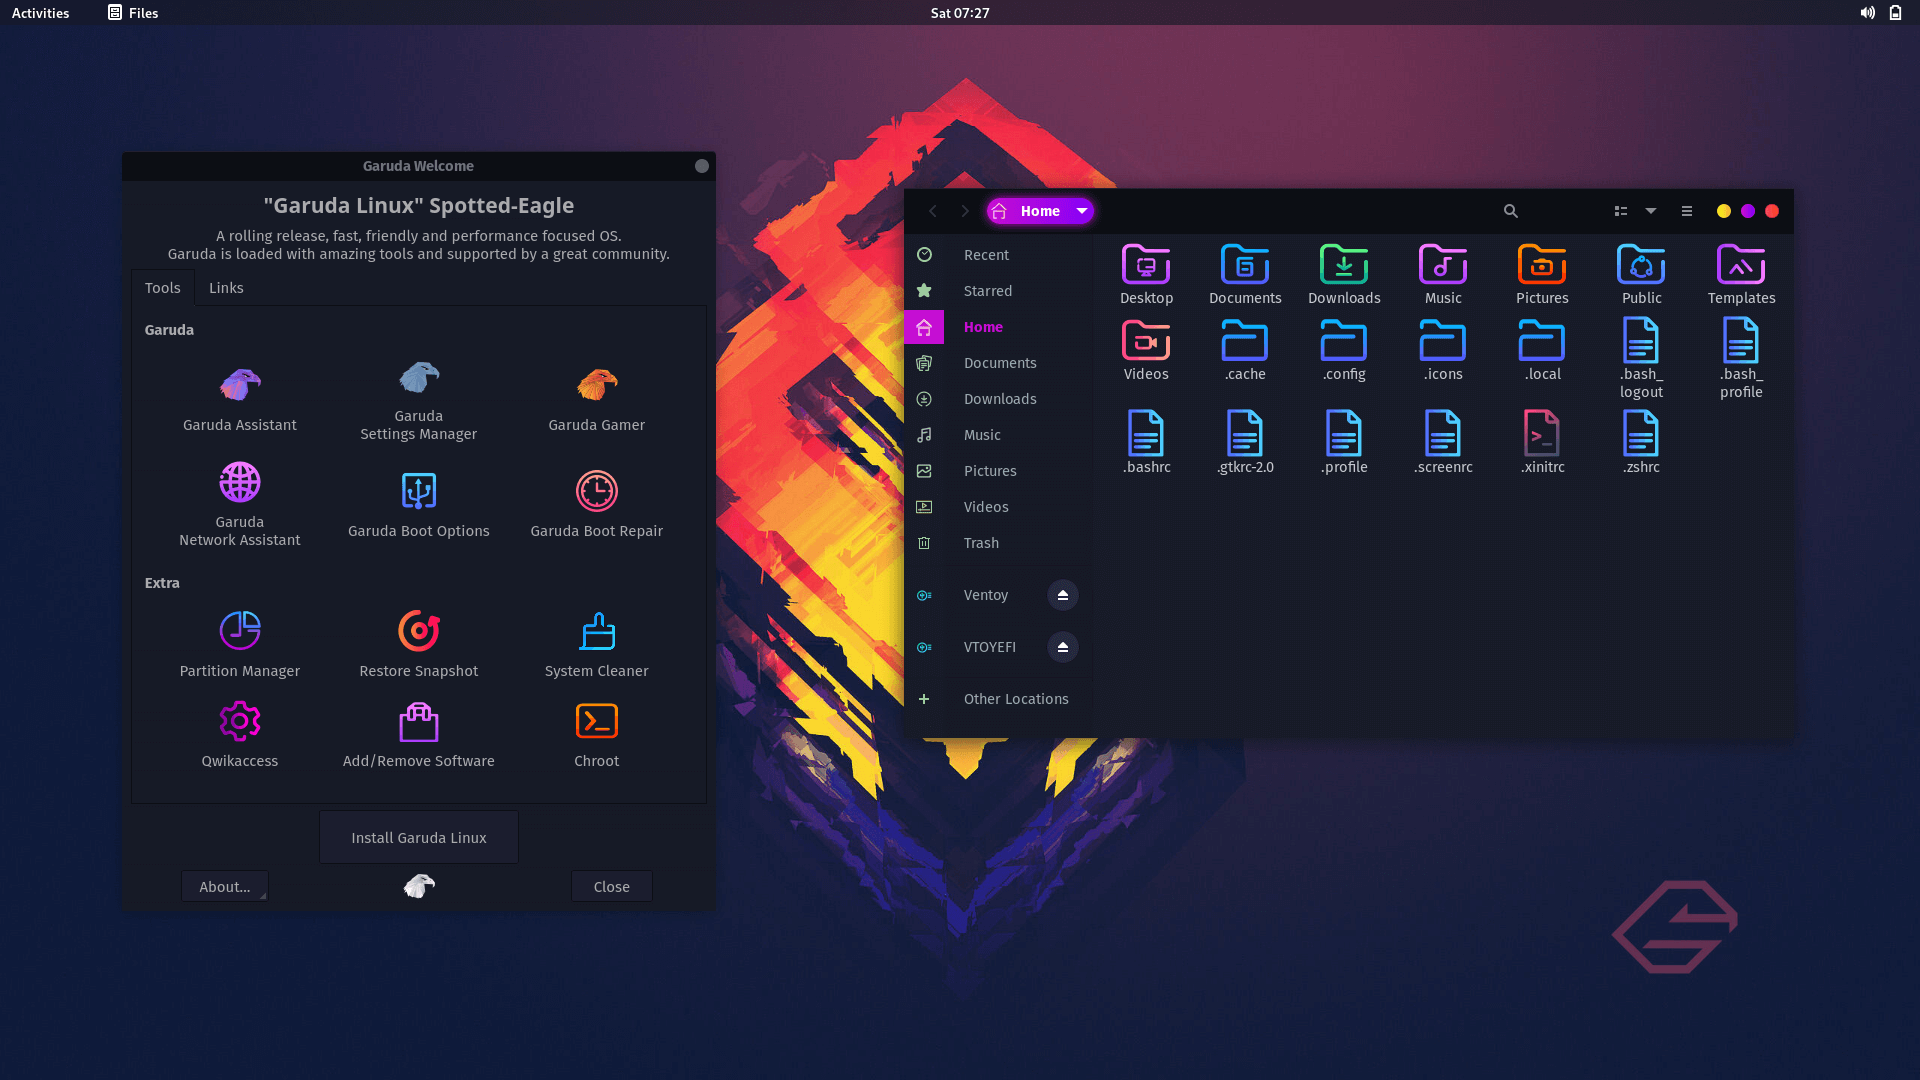 Activities Files Sat 07:27
Garuda Welcome
"Garuda Linux" Spotted-Eagle
A rolling release, fast, friendly and performance focused OS.
Garuda is loaded with amazing tools and supported by a great community.
Tools Links
Garuda
Garuda Assistant
Garuda
Settings Manager
Garuda Gamer
Garuda
Network Assistant
Garuda Boot Options
Garuda Boot Repair
Extra
Partition Manager
Restore Snapshot
System Cleaner
Qwikaccess
Add/Remove Software
Chroot
Install Garuda Linux
About...
Close
Home
Recent
Starred
Home
Documents
Downloads
Music
Pictures
Videos
Trash
Ventoy
VTOYEFI
Other Locations
Desktop
Documents
Downloads
Music
Pictures
Public
Templates
Videos
.cache
.config
.icons
.local
.bash_
logout
.bash_
profile
.bashrc
.gtkrc-2.0
.profile
.screenrc
.xinitrc
.zshrc